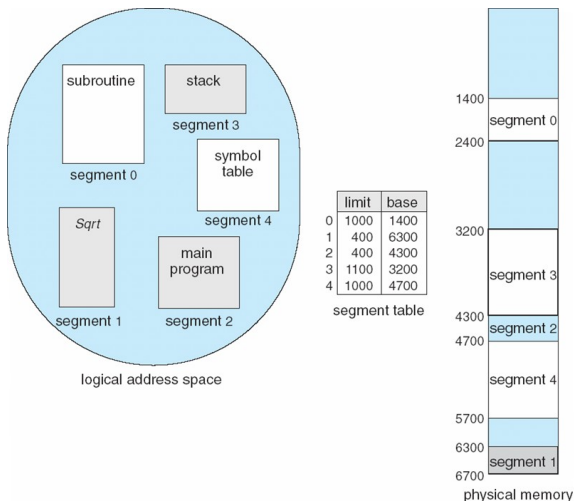 subroutine
stack
segment 3
segment 0
symbol
table
segment 4
Sqrt
main
program
segment 1
segment 2
logical address space
limit base
0 1000 1400
1 400 6300
2 400 4300
3 1100 3200
4 1000 4700
segment table
1400
segment 0
2400
3200
segment 3
4300
segment 2
4700
segment 4
5700
6300
segment 1
6700
physical memory